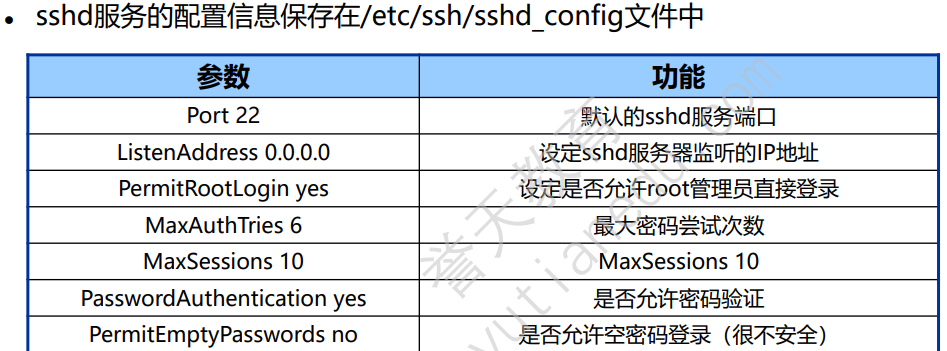 • sshd服务的配置信息保存在/etc/ssh/sshd_config文件中
参数 功能
Port 22 默认的sshd服务端口
ListenAddress 0.0.0.0 设定sshd服务器监听的IP地址
PermitRootLogin yes 设定是否允许root管理员直接登录
MaxAuthTries 6 最大密码尝试次数
MaxSessions 10 MaxSessions 10
PasswordAuthentication yes 是否允许密码验证
PermitEmptyPasswords no 是否允许空密码登录（很不安全）
誉天教育
yutianedu.com